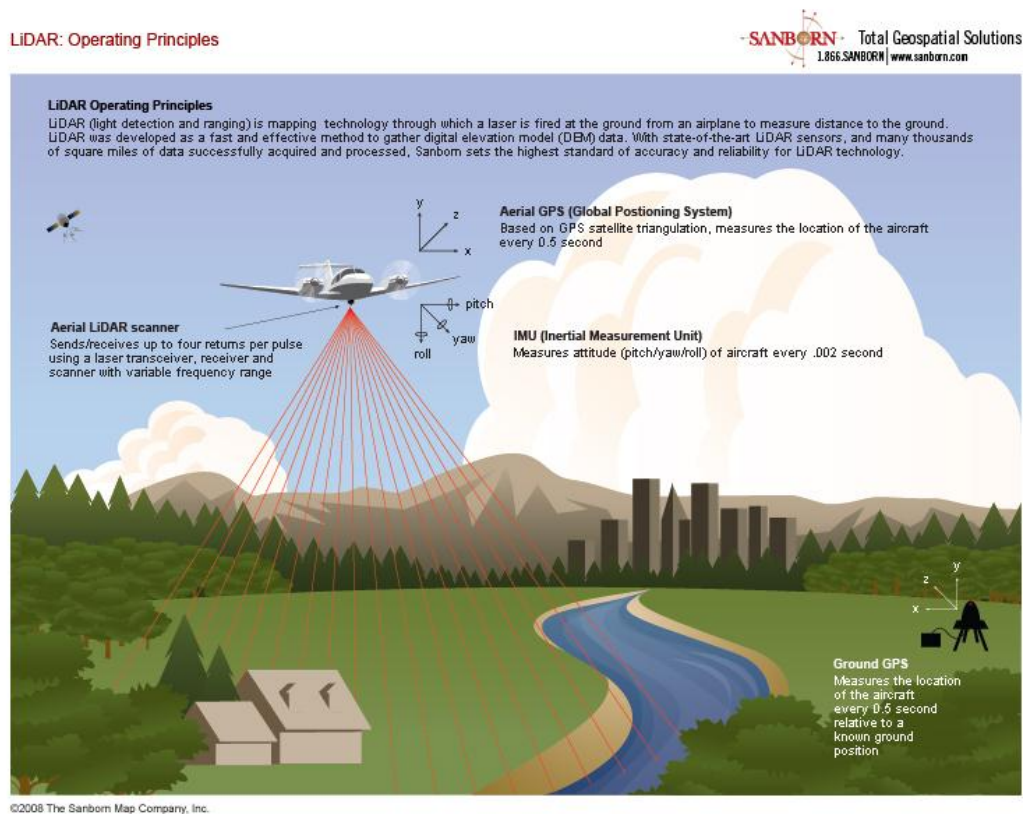 LiDAR: Operating Principles
SANBORN Total Geospatial Solutions
1.866.SANBORN | www.sanborn.com
LiDAR Operating Principles
LiDAR (light detection and ranging) is mapping technology through which a laser is fired at the ground from an airplane to measure distance to the ground.
LiDAR was developed as a fast and effective method to gather digital elevation model (DEM) data. With state-of-the-art LiDAR sensors, and many thousands
of square miles of data successfully acquired and processed, Sanborn sets the highest standard of accuracy and reliability for LiDAR technology.
y
z
x
Aerial GPS (Global Postioning System)
Based on GPS satellite triangulation, measures the location of the aircraft
every 0.5 second
pitch
yaw
roll
Aerial LiDAR scanner
Sends/receives up to four returns per pulse
using a laser transceiver, receiver and
scanner with variable frequency range
IMU (Inertial Measurement Unit)
Measures attitude (pitch/yaw/roll) of aircraft every .002 second
y
z
x
Ground GPS
Measures the location
of the aircraft
every 0.5 second
relative to a
known ground
position
©2008 The Sanborn Map Company, Inc.